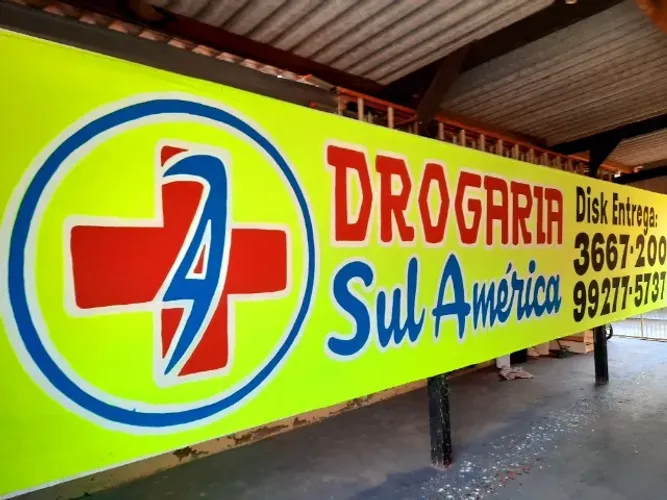 DROGARIA
Sul América
Disk Entrega:
3667-200
99277-5737